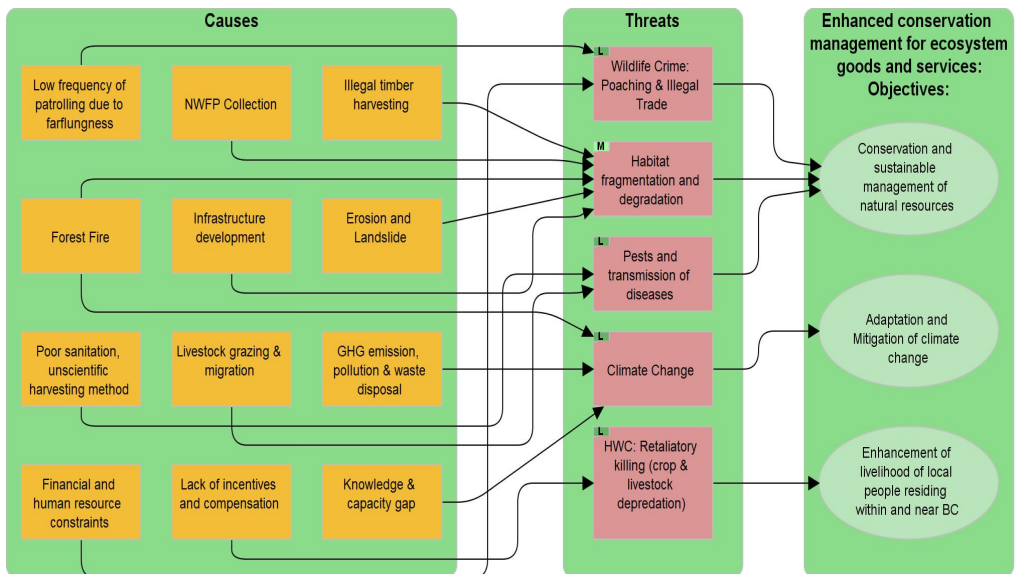 Causes
Low frequency of
patrolling due to
farflungness
NWFP Collection
Illegal timber
harvesting
Forest Fire
Infrastructure
development
Erosion and
Landslide
Poor sanitation,
unscientific
harvesting method
Livestock grazing &
migration
GHG emission,
pollution & waste
disposal
Financial and
human resource
constraints
Lack of incentives
and compensation
Knowledge &
capacity gap
Threats
L
Wildlife Crime:
Poaching & Illegal
Trade
M
Habitat
fragmentation and
degradation
L
Pests and
transmission of
diseases
L
Climate Change
L
HWC: Retaliatory
killing (crop &
livestock
depredation)
Enhanced conservation
management for ecosystem
goods and services:
Objectives:
Conservation and
sustainable
management of
natural resources
Adaptation and
Mitigation of climate
change
Enhancement of
livelihood of local
people residing
within and near BC